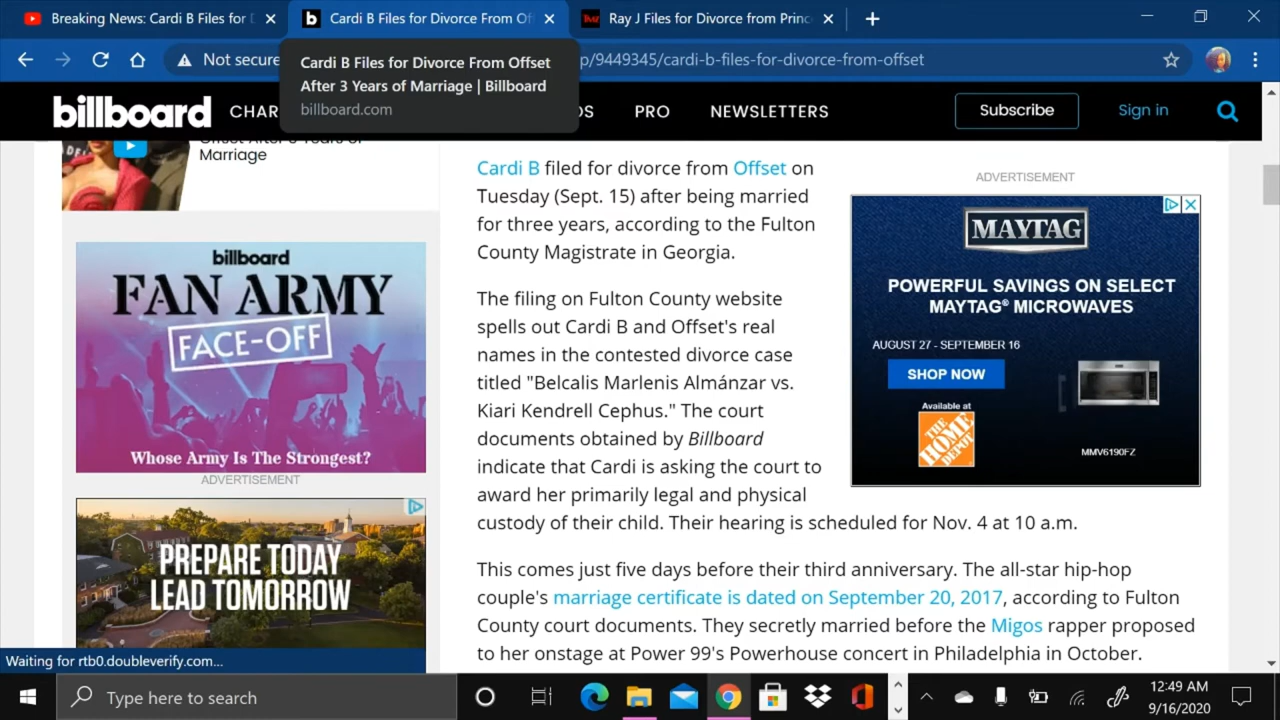 Breaking News: Cardi B Files for D
Cardi B Files for Divorce From Of
Ray J Files for Divorce from Princ
Not secure
p/9449345/cardi-b-files-for-divorce-from-offset
Cardi B Files for Divorce From Offset
After 3 Years of Marriage | Billboard
billboard.com
billboard
CHAR
OS
PRO
NEWSLETTERS
Subscribe
Sign in
Marriage
billboard
FAN ARMY
FACE-OFF
Whose Army Is The Strongest?
ADVERTISEMENT
PREPARE TODAY
LEAD TOMORROW
Cardi B filed for divorce from Offset on
Tuesday (Sept. 15) after being married
for three years, according to the Fulton
County Magistrate in Georgia.
The filing on Fulton County website
spells out Cardi B and Offset's real
names in the contested divorce case
titled "Belcalis Marlenis Almánzar vs.
Kiari Kendrell Cephus." The court
documents obtained by Billboard
indicate that Cardi is asking the court to
award her primarily legal and physical
custody of their child. Their hearing is scheduled for Nov. 4 at 10 a.m.
This comes just five days before their third anniversary. The all-star hip-hop
couple's marriage certificate is dated on September 20, 2017, according to Fulton
County court documents. They secretly married before the Migos rapper proposed
to her onstage at Power 99's Powerhouse concert in Philadelphia in October.
ADVERTISEMENT
MAYTAG
POWERFUL SAVINGS ON SELECT
MAYTAG® MICROWAVES
AUGUST 27 - SEPTEMBER 16
SHOP NOW
Available at
THE HOME DEPOT
MMV6190FZ
Waiting for rtb0.doubleverify.com...
Type here to search
12:49 AM
9/16/2020